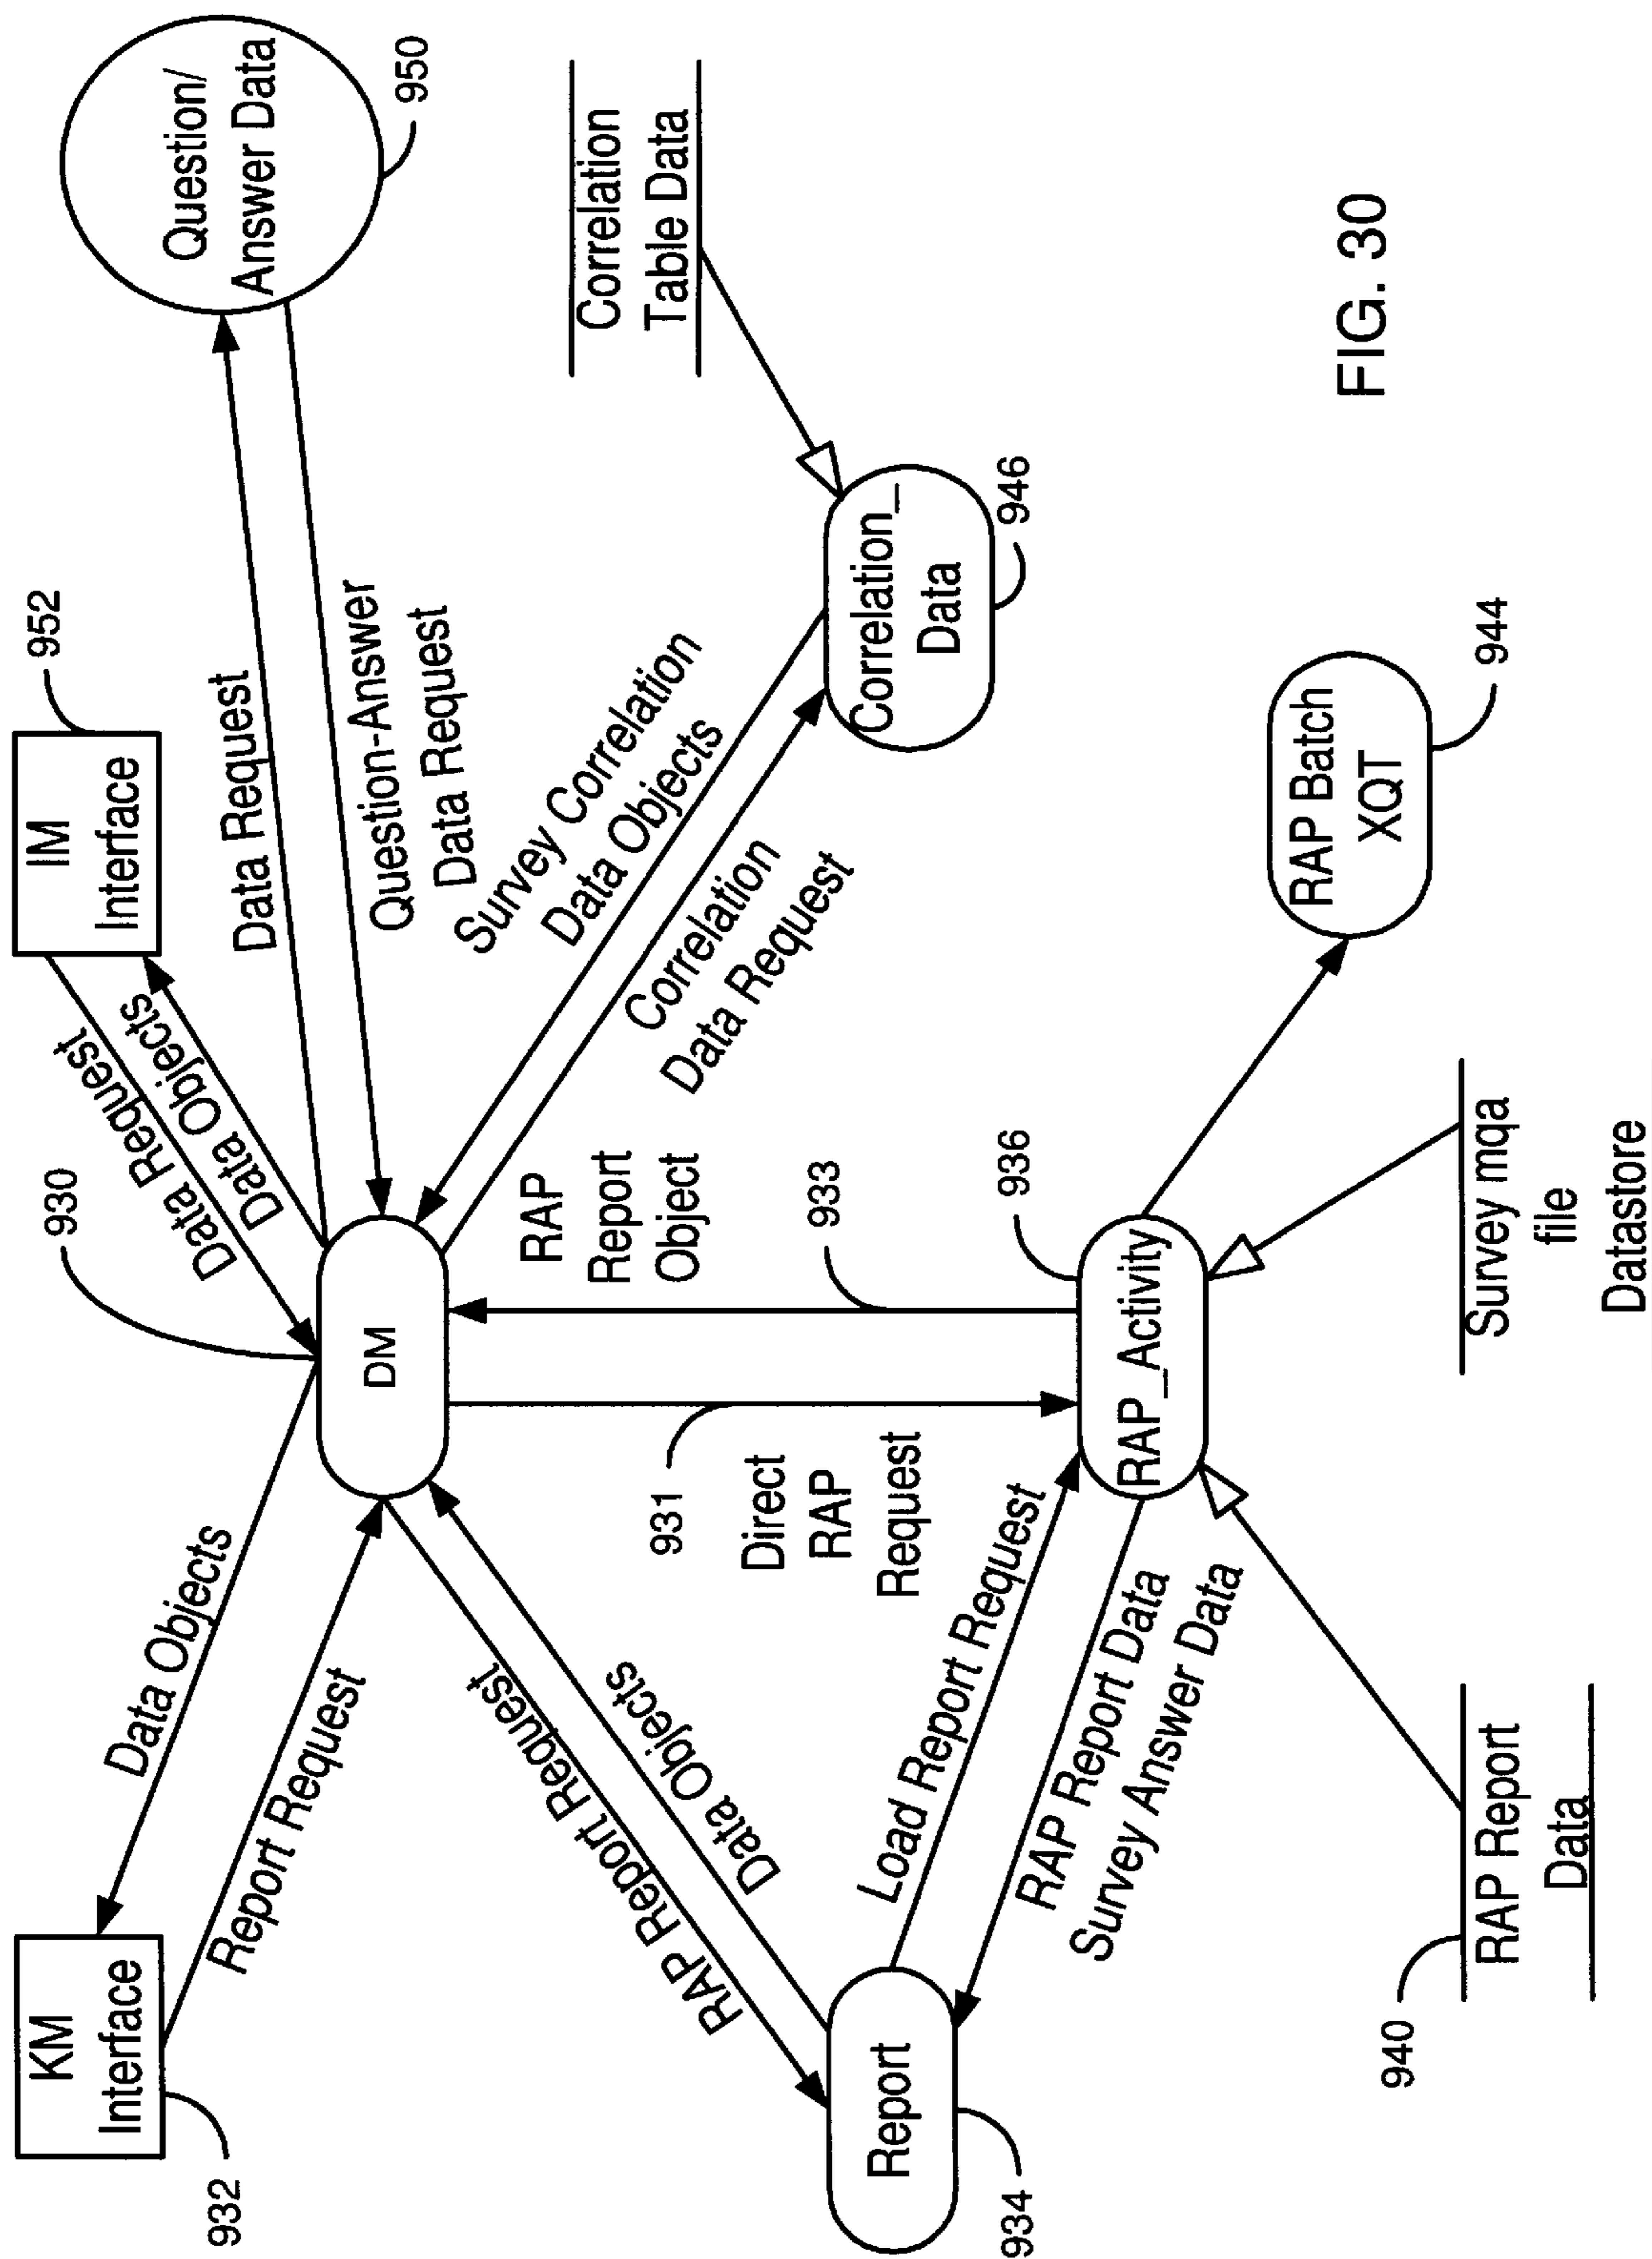 KM
Interface
932
Data Objects
Report Request
930
Data Request
Data Objects
IM
Interface
952
Data Request
Question-Answer
Data Request
Question/
Answer Data
950
DM
RAP Report Request
Data Objects
931
Direct
RAP
Request
RAP
Report
Object
933
Survey Correlation
Data Objects
Correlation
Data Request
Correlation
Table Data
Correlation_
Data
946
Report
934
Load Report Request
RAP Report Data
Survey Answer Data
936
RAP_Activity
RAP Batch
XQT
944
940
RAP Report
Data
Survey mqa
file
Datastore
FIG. 30